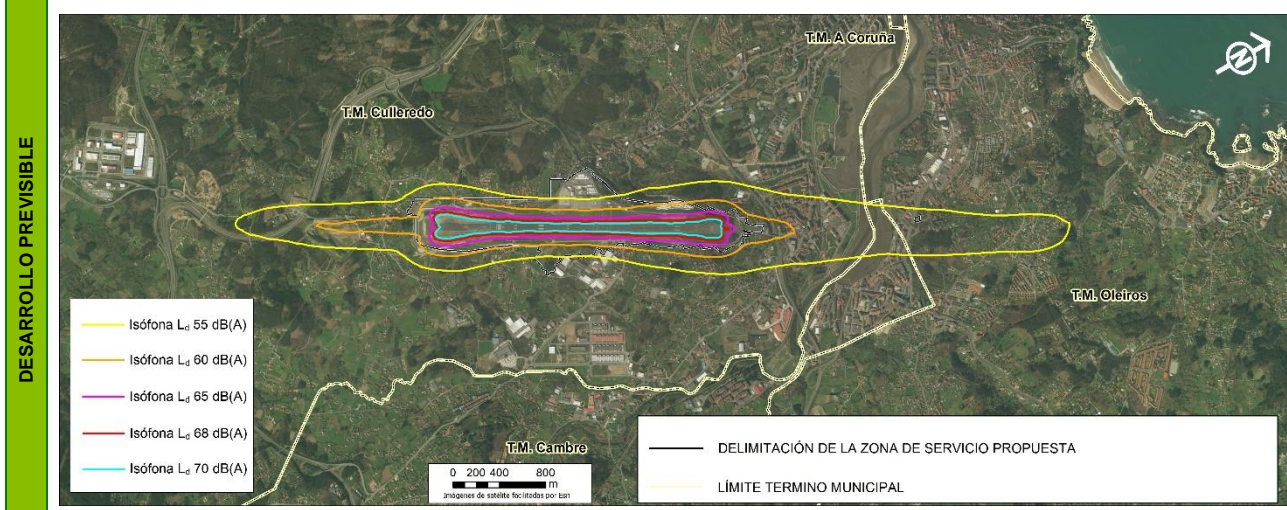 DESARROLLO PREVISIBLE
T.M. A Coruña
T.M. Culleredo
T.M. Oleiros
T.M. Cambre
N
Isófona Ld 55 dB(A)
Isófona Ld 60 dB(A)
Isófona Ld 65 dB(A)
Isófona Ld 68 dB(A)
Isófona Ld 70 dB(A)
0 200 400 800
m
Imágenes de satélite facilitadas por Esri
DELIMITACIÓN DE LA ZONA DE SERVICIO PROPUESTA
LÍMITE TERMINO MUNICIPAL